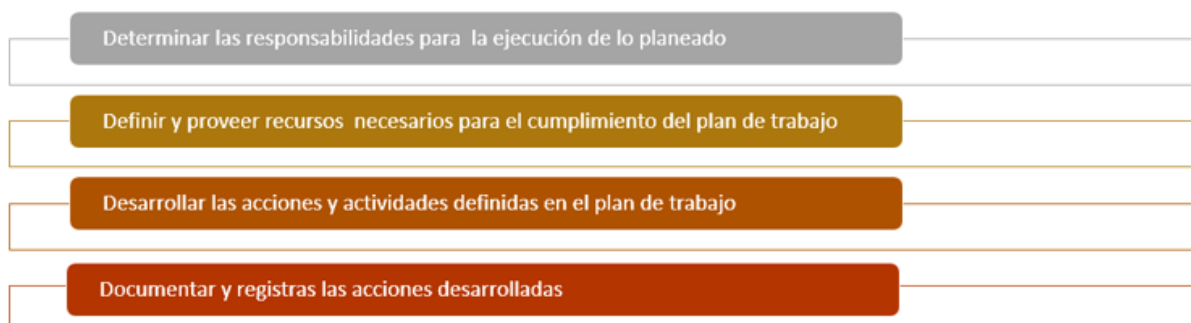 Determinar las responsabilidades para la ejecución de lo planeado
Definir y proveer recursos necesarios para el cumplimiento del plan de trabajo
Desarrollar las acciones y actividades definidas en el plan de trabajo
Documentar y registras las acciones desarrolladas